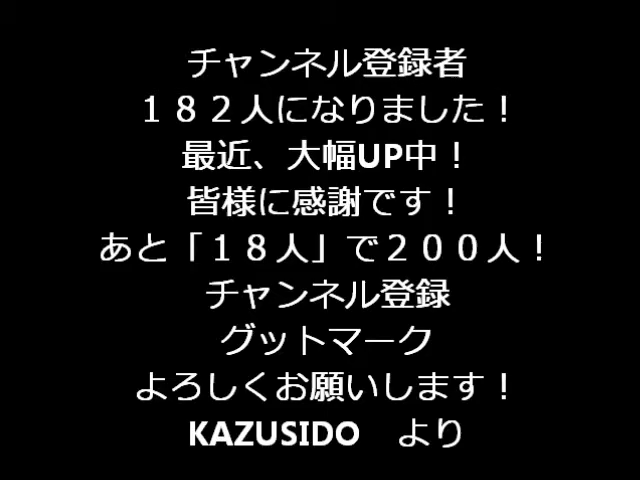 チャンネル登録者
１８２人になりました！
最近、大幅UP中！
皆様に感謝です！
あと「１８人」で２００人！
チャンネル登録
グットマーク
よろしくお願いします！
KAZUSIDO　より